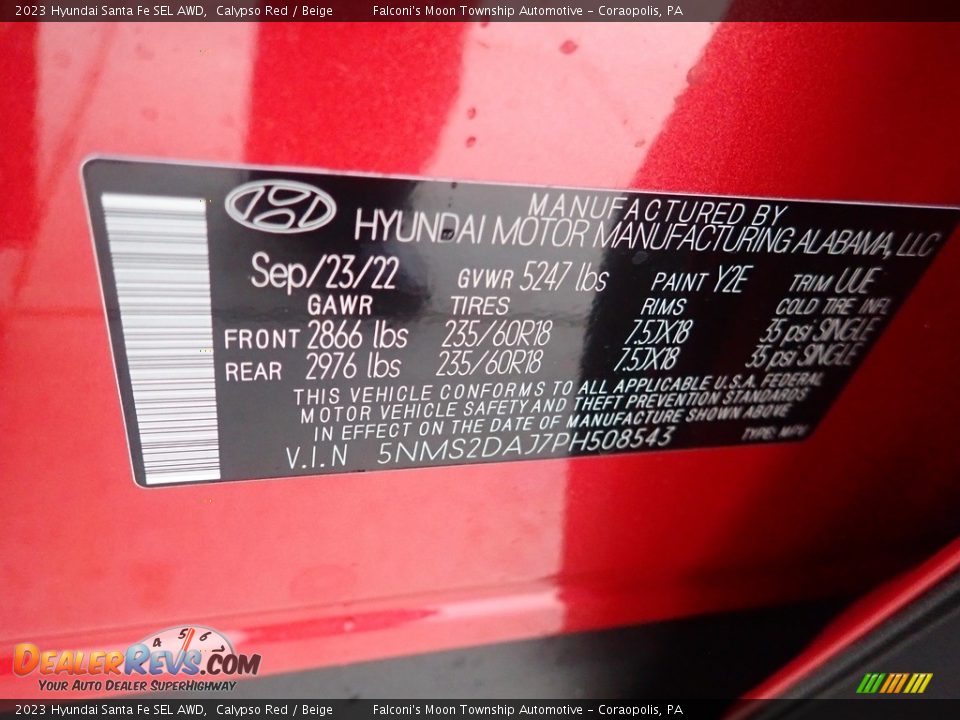 2023 Hyundai Santa Fe SEL AWD, Calypso Red / Beige Falconi's Moon Township Automotive - Coraopolis, PA
MANUFACTURED BY
HYUNDAI MOTOR MANUFACTURING ALABAMA, LLC
Sep/23/22 GVWR 5247 lbs PAINT Y2E TRIM UUE
GAWR TIRES RIMS COLD TIRE INFL
FRONT 2866 lbs 235/60R18 7.5JX18 35 psi SINGLE
REAR 2976 lbs 235/60R18 7.5JX18 35 psi SINGLE
THIS VEHICLE CONFORMS TO ALL APPLICABLE U.S.A. FEDERAL
MOTOR VEHICLE SAFETY AND THEFT PREVENTION STANDARDS
IN EFFECT ON THE DATE OF MANUFACTURE SHOWN ABOVE
V.I.N 5NMS2DAJ7PH508543 TYPE: MPV
4 5 6
DEALERREVS.COM
YOUR AUTO DEALER SUPERHIGHWAY
2023 Hyundai Santa Fe SEL AWD, Calypso Red / Beige Falconi's Moon Township Automotive - Coraopolis, PA